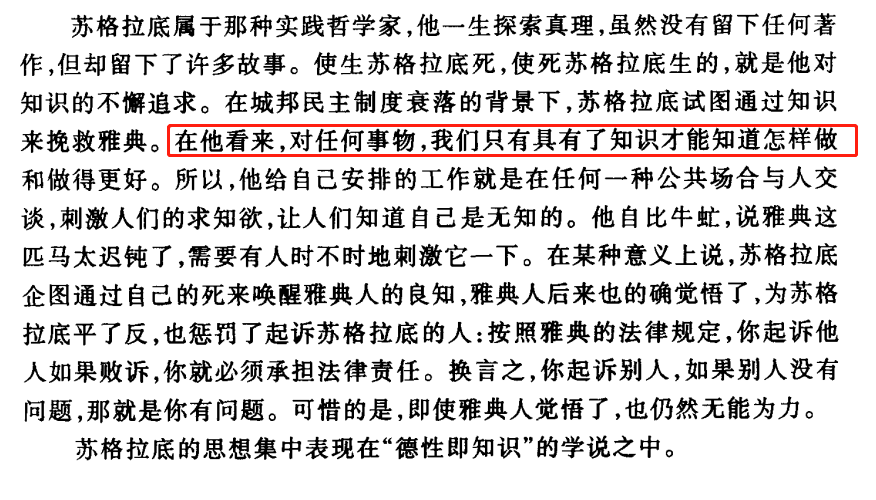 苏格拉底属于那种实践哲学家,他一生探索真理,虽然没有留下任何著
作,但却留下了许多故事。使生苏格拉底死,使死苏格拉底生的,就是他对
知识的不懈追求。在城邦民主制度衰落的背景下,苏格拉底试图通过知识
来挽救雅典。在他看来,对任何事物,我们只有具有了知识才能知道怎样做
和做得更好。所以,他给自己安排的工作就是在任何一种公共场合与人交
谈,刺激人们的求知欲,让人们知道自己是无知的。他自比牛虻,说雅典这
匹马太迟钝了,需要有人时不时地刺激它一下。在某种意义上说,苏格拉底
企图通过自己的死来唤醒雅典人的良知,雅典人后来也的确觉悟了,为苏格
拉底平了反,也惩罚了起诉苏格拉底的人:按照雅典的法律规定,你起诉他
人如果败诉,你就必须承担法律责任。换言之,你起诉别人,如果别人没有
问题,那就是你有问题。可惜的是,即使雅典人觉悟了,也仍然无能为力。
苏格拉底的思想集中表现在“德性即知识”的学说之中。